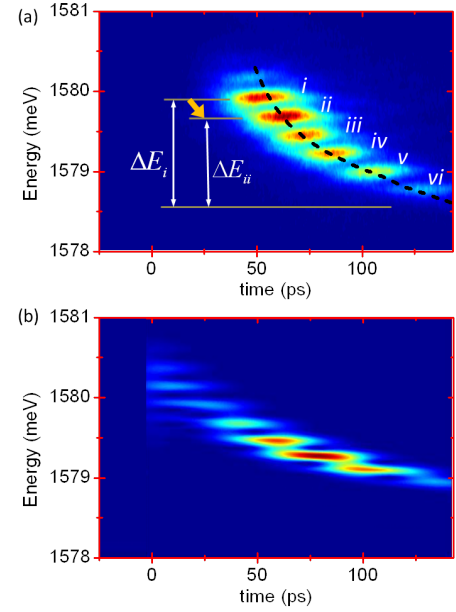 (a)
1581
1580
1579
1578
Energy (meV)
i
ii
iii
iv
v
vi
ΔE_i
ΔE_ii
0
50
100
time (ps)
(b)
1581
1580
1579
1578
Energy (meV)
0
50
100
time (ps)